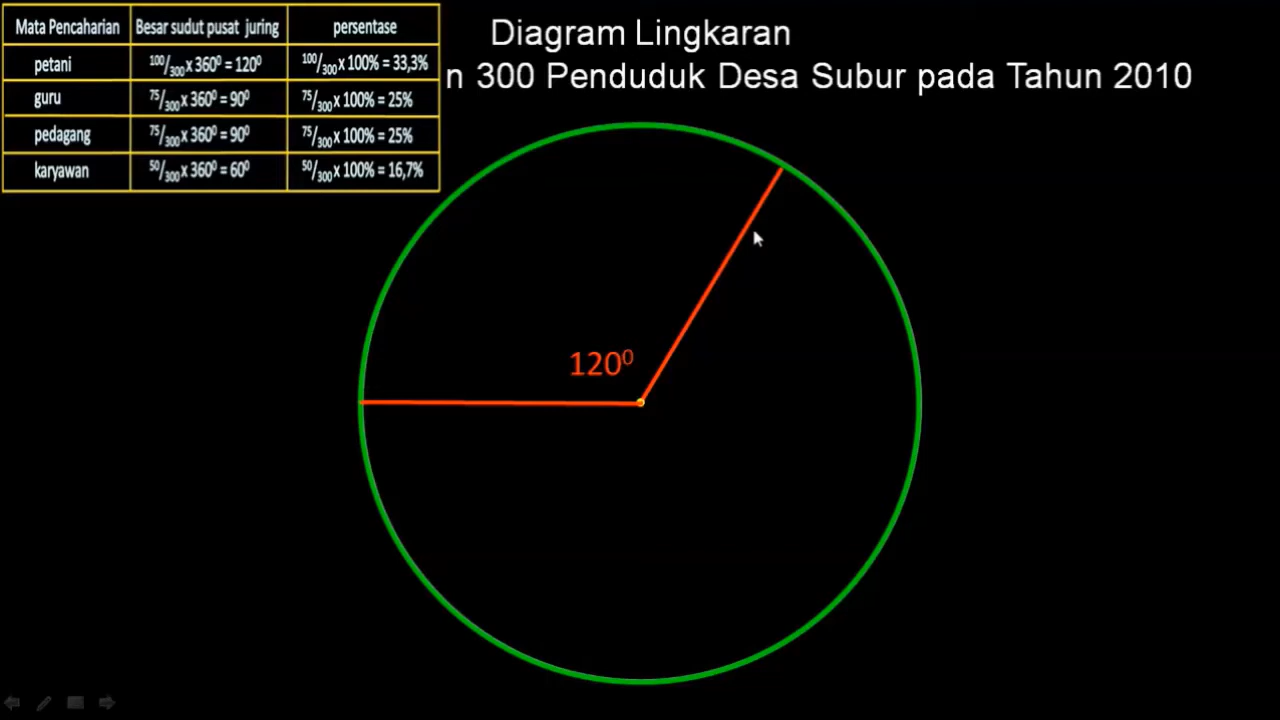 Mata Pencaharian Besar sudut pusat juring persentase
petani 100/300 x 360⁰ = 120⁰ 100/300 x 100% = 33,3%
guru 75/300 x 360⁰ = 90⁰ 75/300 x 100% = 25%
pedagang 75/300 x 360⁰ = 90⁰ 75/300 x 100% = 25%
karyawan 50/300 x 360⁰ = 60⁰ 50/300 x 100% = 16,7%
Diagram Lingkaran
n 300 Penduduk Desa Subur pada Tahun 2010
120⁰